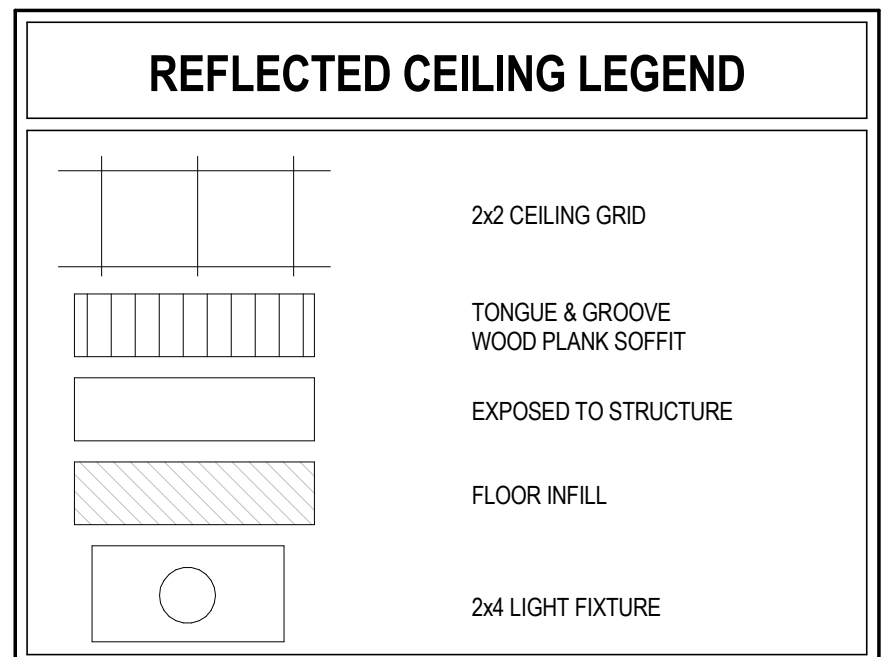 REFLECTED CEILING LEGEND
2x2 CEILING GRID
TONGUE & GROOVE
WOOD PLANK SOFFIT
EXPOSED TO STRUCTURE
FLOOR INFILL
2x4 LIGHT FIXTURE